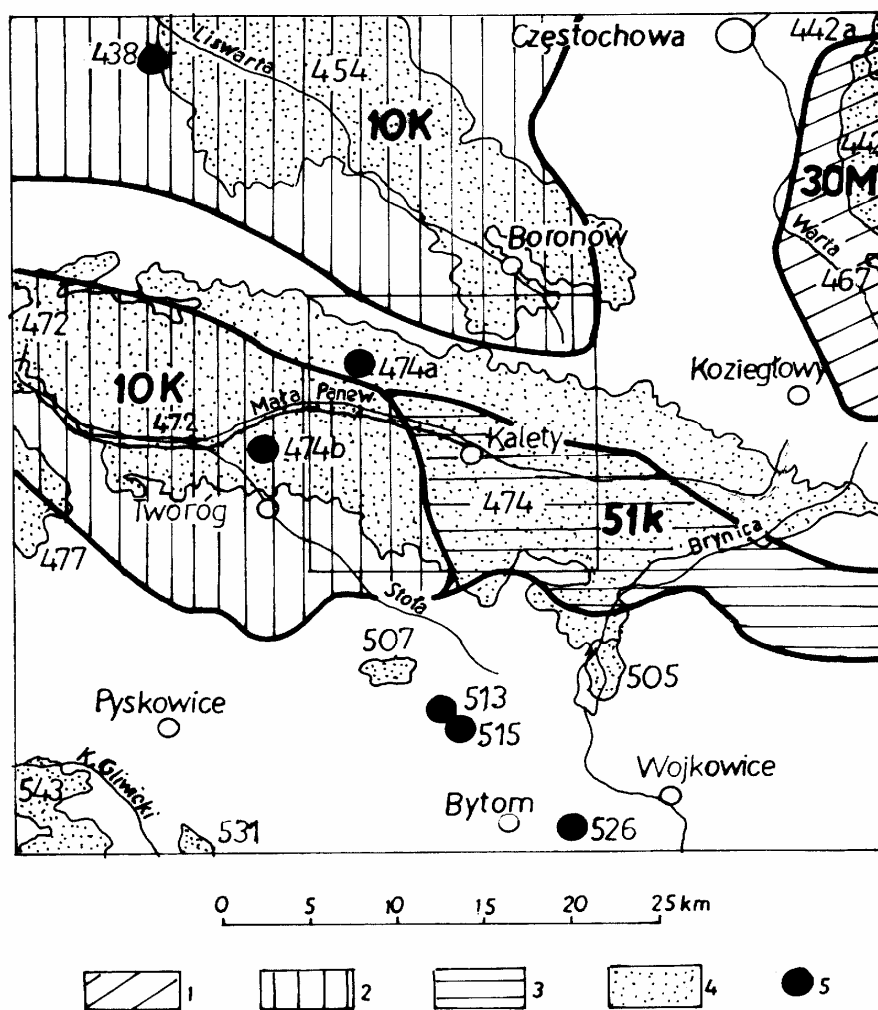 Częstochowa
442a
438
Liswarta
454
10K
442
30M
Warta
467
Boronów
472
10K
474a
Mała Panew.
472
Koziegłowy
474b
Kalety
Tworóg
474
51k
Brynica
477
Stoła
507
505
513
515
Pyskowice
K. Gliwicki
543
531
Wojkowice
Bytom
526
0 5 10 15 20 25 km
1 2 3 4 5